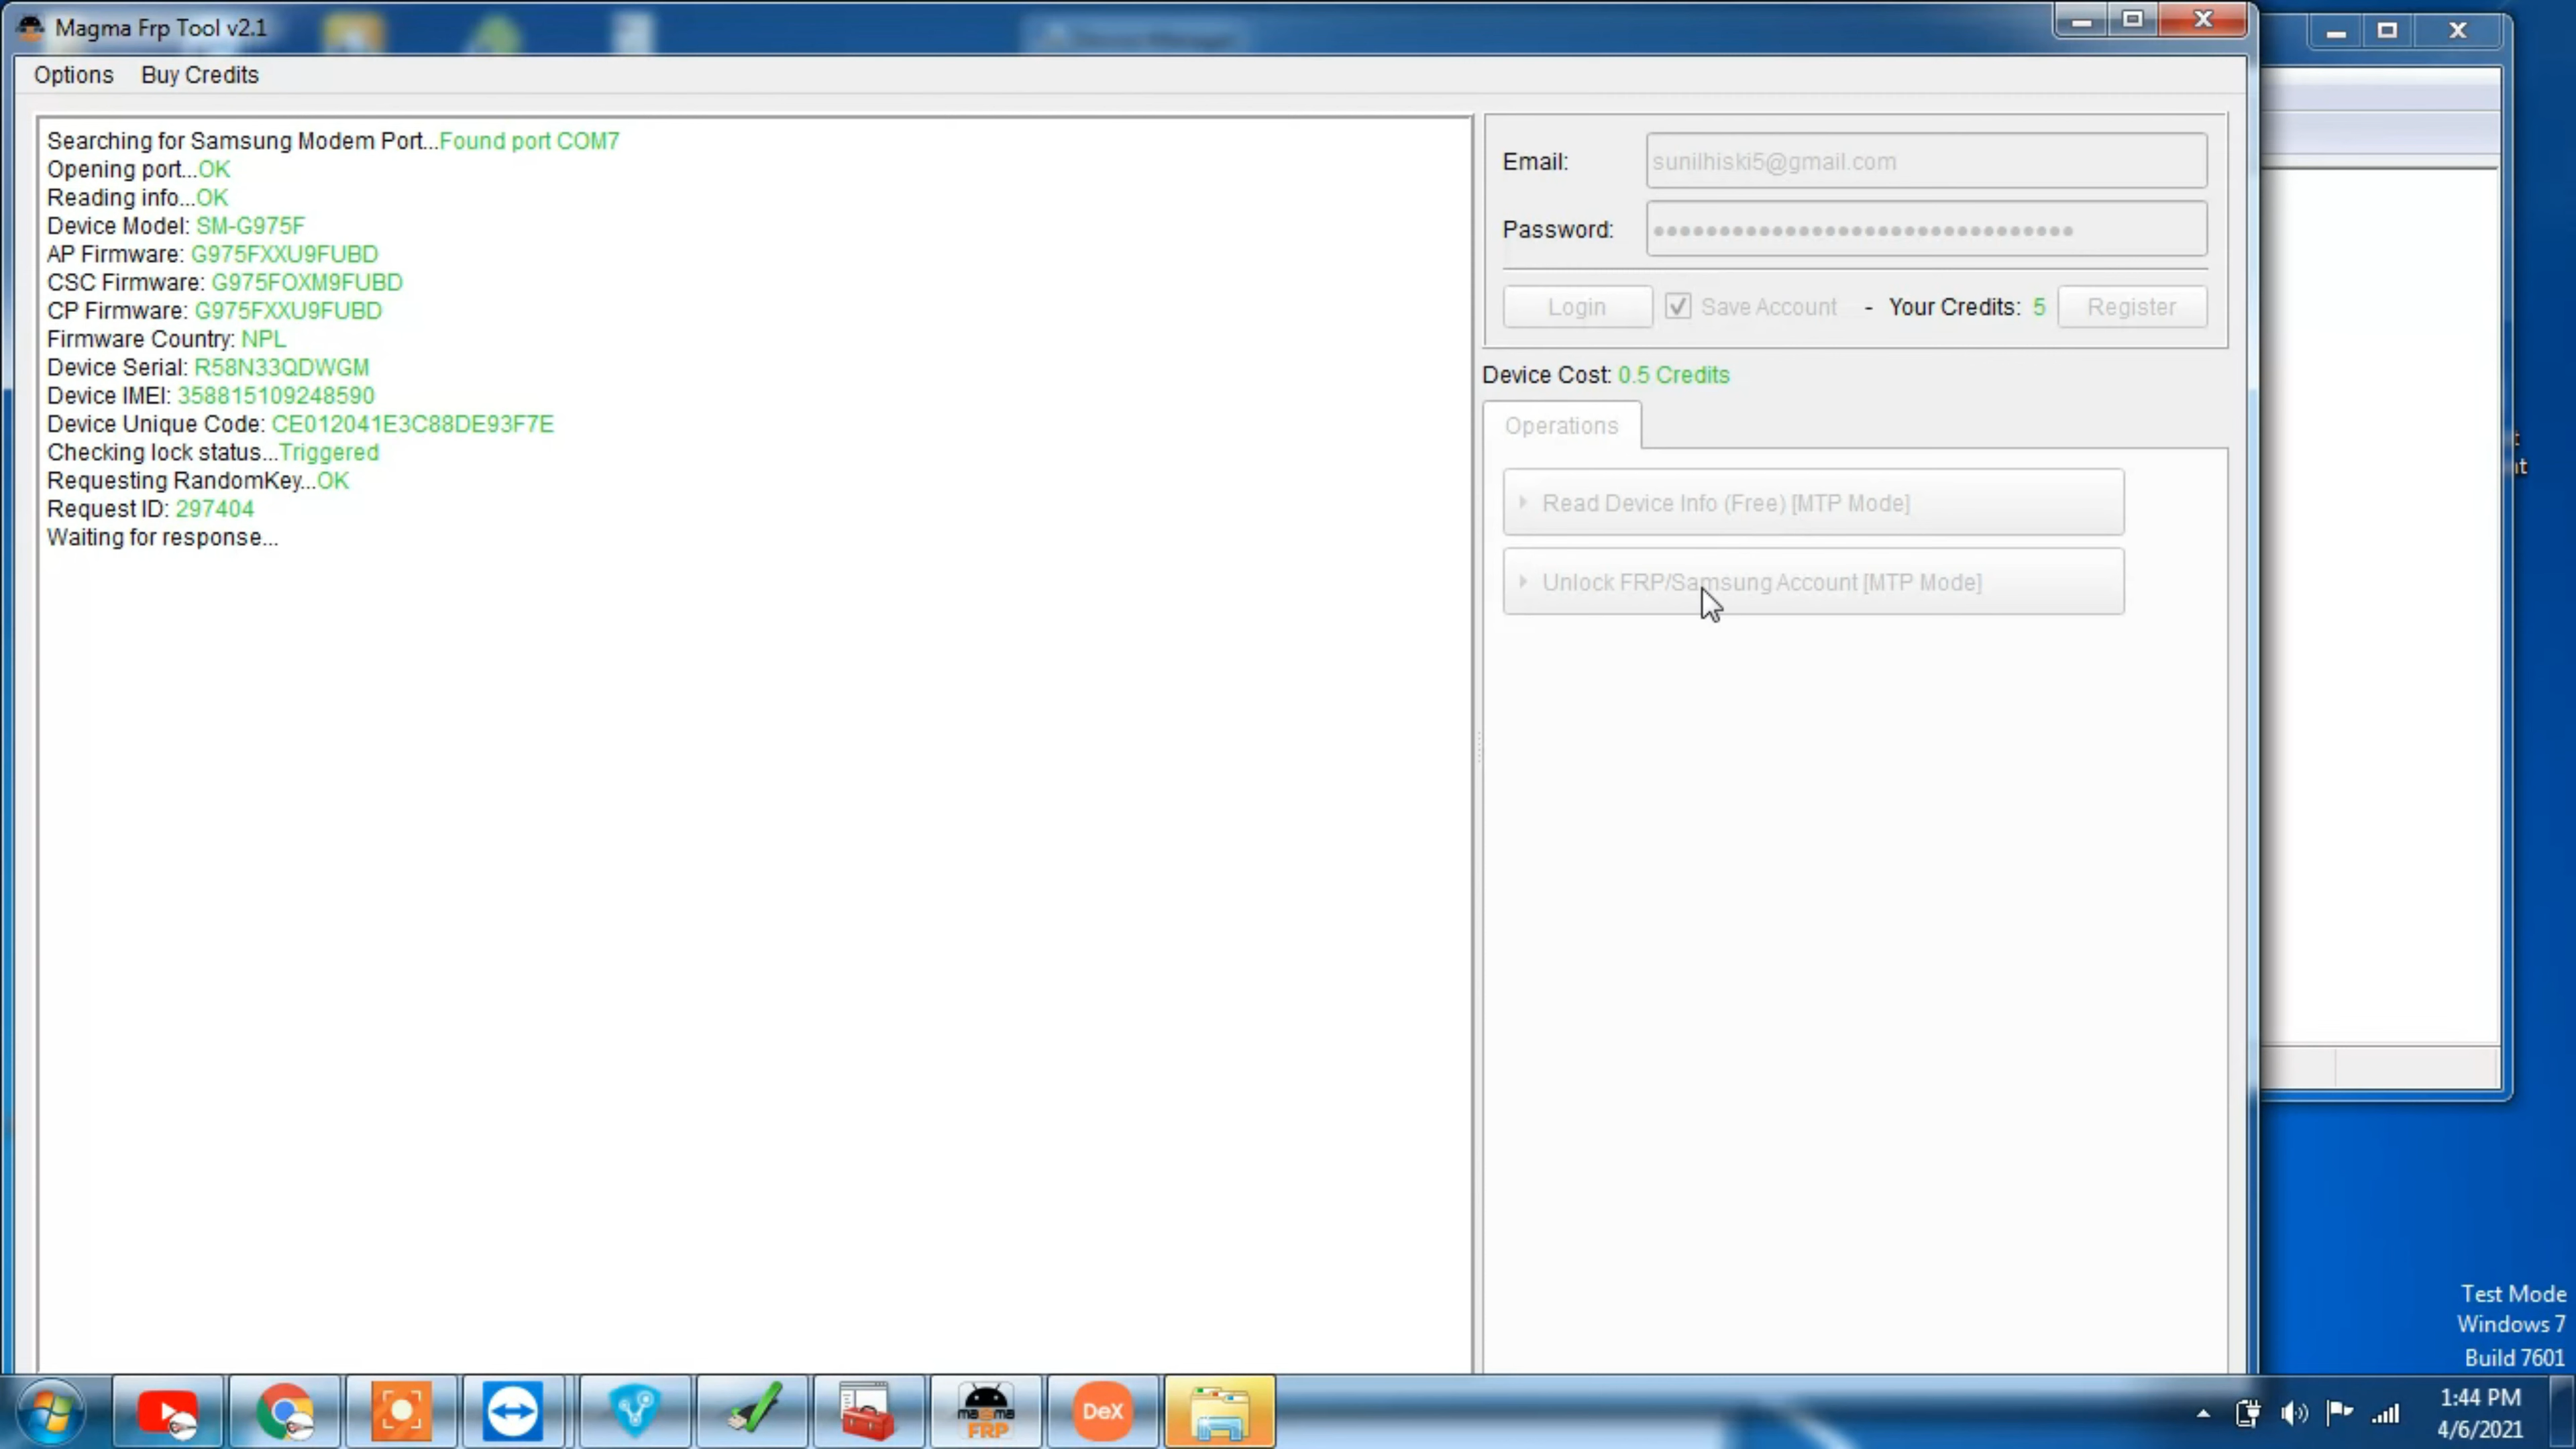 Magma Frp Tool v2.1
Options Buy Credits
Searching for Samsung Modem Port...Found port COM7
Opening port...OK
Reading info...OK
Device Model: SM-G975F
AP Firmware: G975FXXU9FUBD
CSC Firmware: G975FOXM9FUBD
CP Firmware: G975FXXU9FUBD
Firmware Country: NPL
Device Serial: R58N33QDWGM
Device IMEI: 358815109248590
Device Unique Code: CE012041E3C88DE93F7E
Checking lock status...Triggered
Requesting RandomKey...OK
Request ID: 297404
Waiting for response...
Email: sunilhiski5@gmail.com
Password: ••••••••••••••••••••••••••••••••
Login Save Account - Your Credits: 5 Register
Device Cost: 0.5 Credits
Operations
Read Device Info (Free) [MTP Mode]
Unlock FRP/Samsung Account [MTP Mode]
Test Mode
Windows 7
Build 7601
magma
FRP
DeX
1:44 PM
4/6/2021